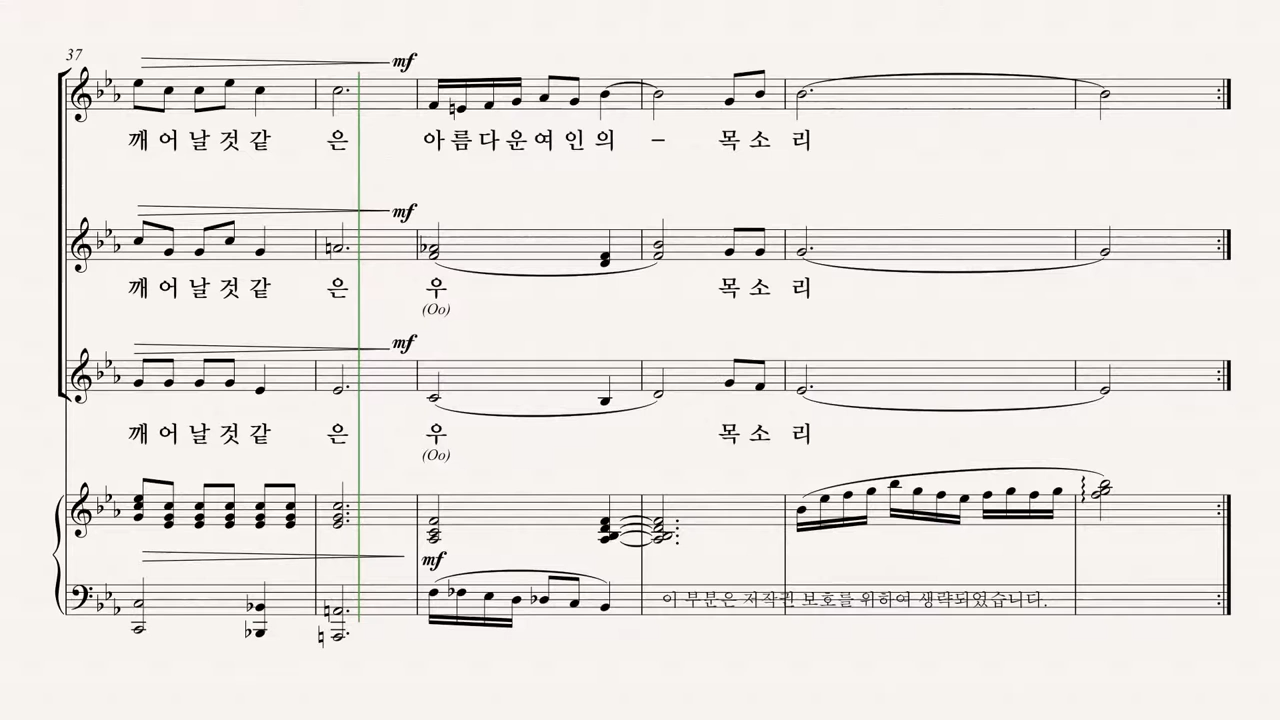 37
mf
깨 어 날 것 같 은 아 름 다 운 여 인 의 – 목 소 리
mf
깨 어 날 것 같 은 우 목 소 리
(Oo)
mf
깨 어 날 것 같 은 우 목 소 리
(Oo)
mf
이 부분은 저작권 보호를 위하여 생략되었습니다.